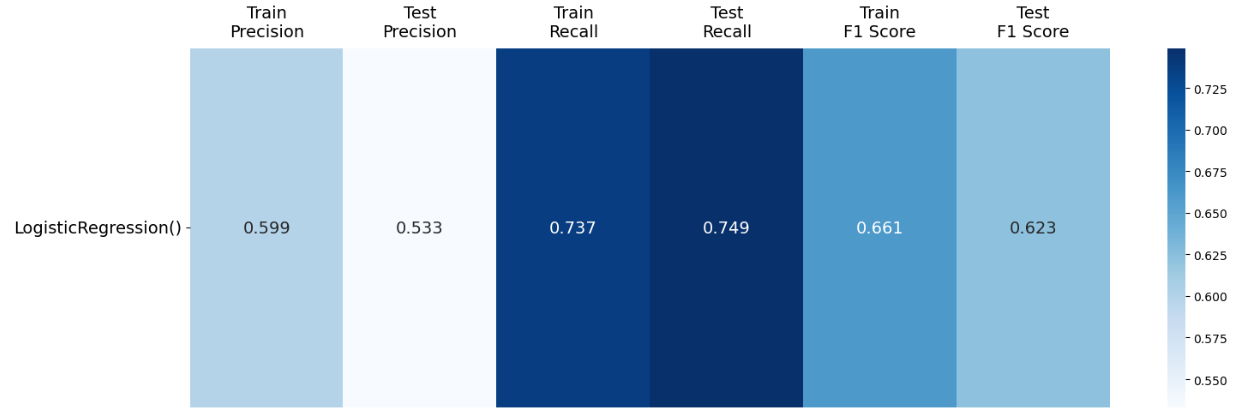 Train Test Train Test Train Test
Precision Precision Recall Recall F1 Score F1 Score
LogisticRegression() 0.599 0.533 0.737 0.749 0.661 0.623
0.725
0.700
0.675
0.650
0.625
0.600
0.575
0.550